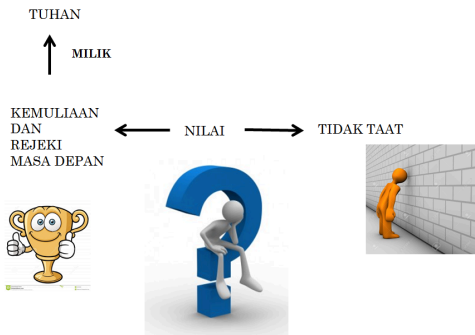 TUHAN
MILIK
KEMULIAAN
DAN
REJEKI
MASA DEPAN
NILAI
TIDAK TAAT